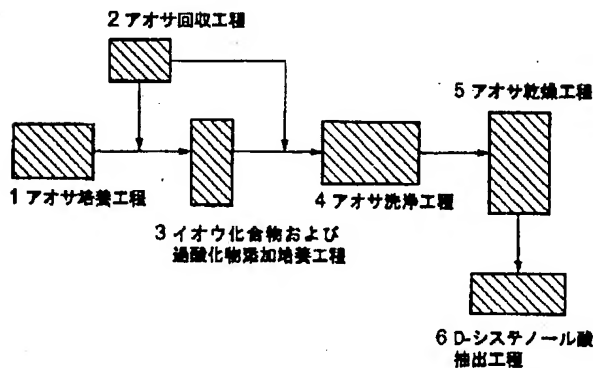 2 アオサ回収工程
5 アオサ乾燥工程
1 アオサ培養工程
4 アオサ洗浄工程
3 イオウ化合物および
過酸化物添加培養工程
6 D-システノール酸
抽出工程